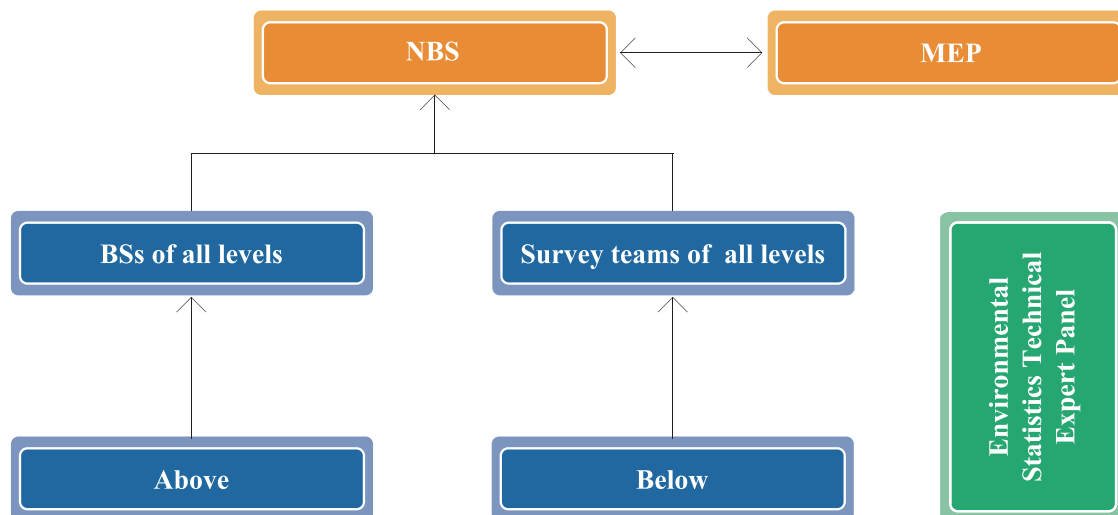 NBS
MEP
BSs of all levels
Survey teams of  all levels
Environmental
Statistics Technical
Expert Panel
Above
Below